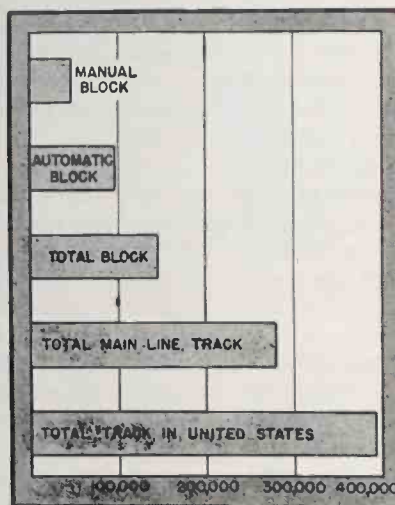 MANUAL
BLOCK
AUTOMATIC
BLOCK
TOTAL BLOCK
TOTAL MAIN LINE TRACK
TOTAL TRACK IN UNITED STATES
100,000 200,000 300,000 400,000